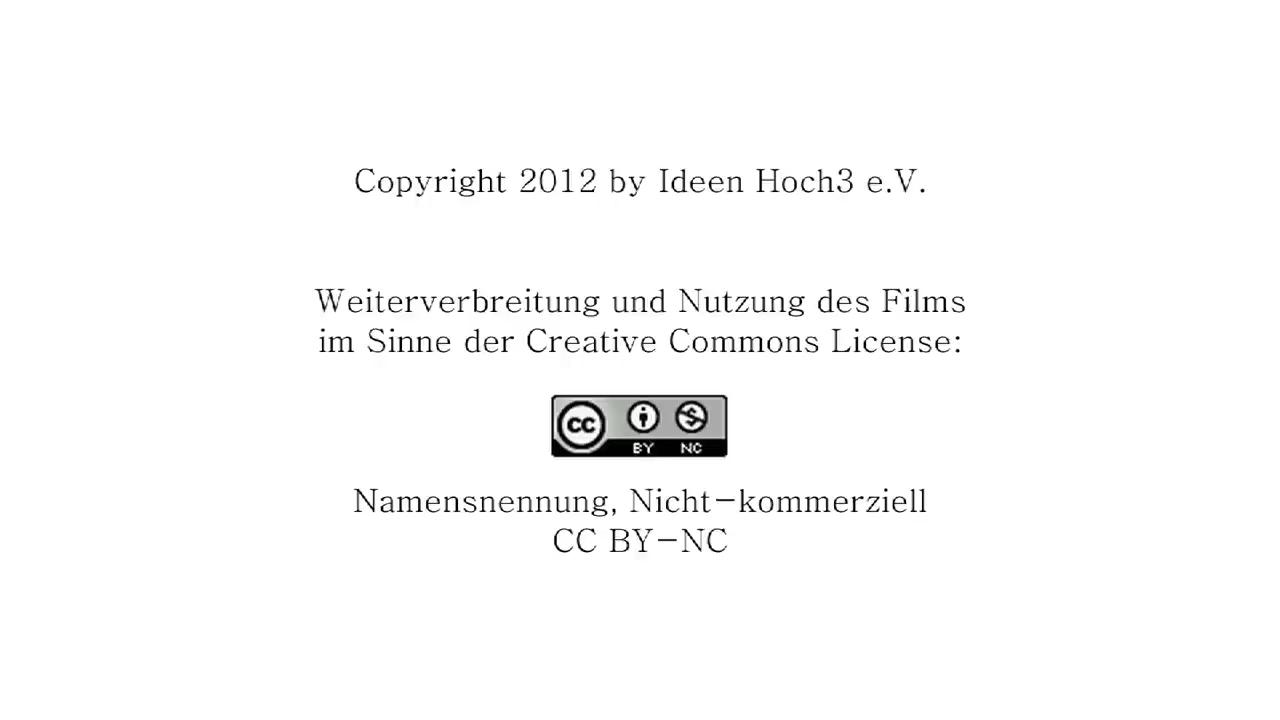 Copyright 2012 by Ideen Hoch3 e.V.
Weiterverbreitung und Nutzung des Films
im Sinne der Creative Commons License:
cc
BY NC
Namensnennung, Nicht-kommerziell
CC BY-NC